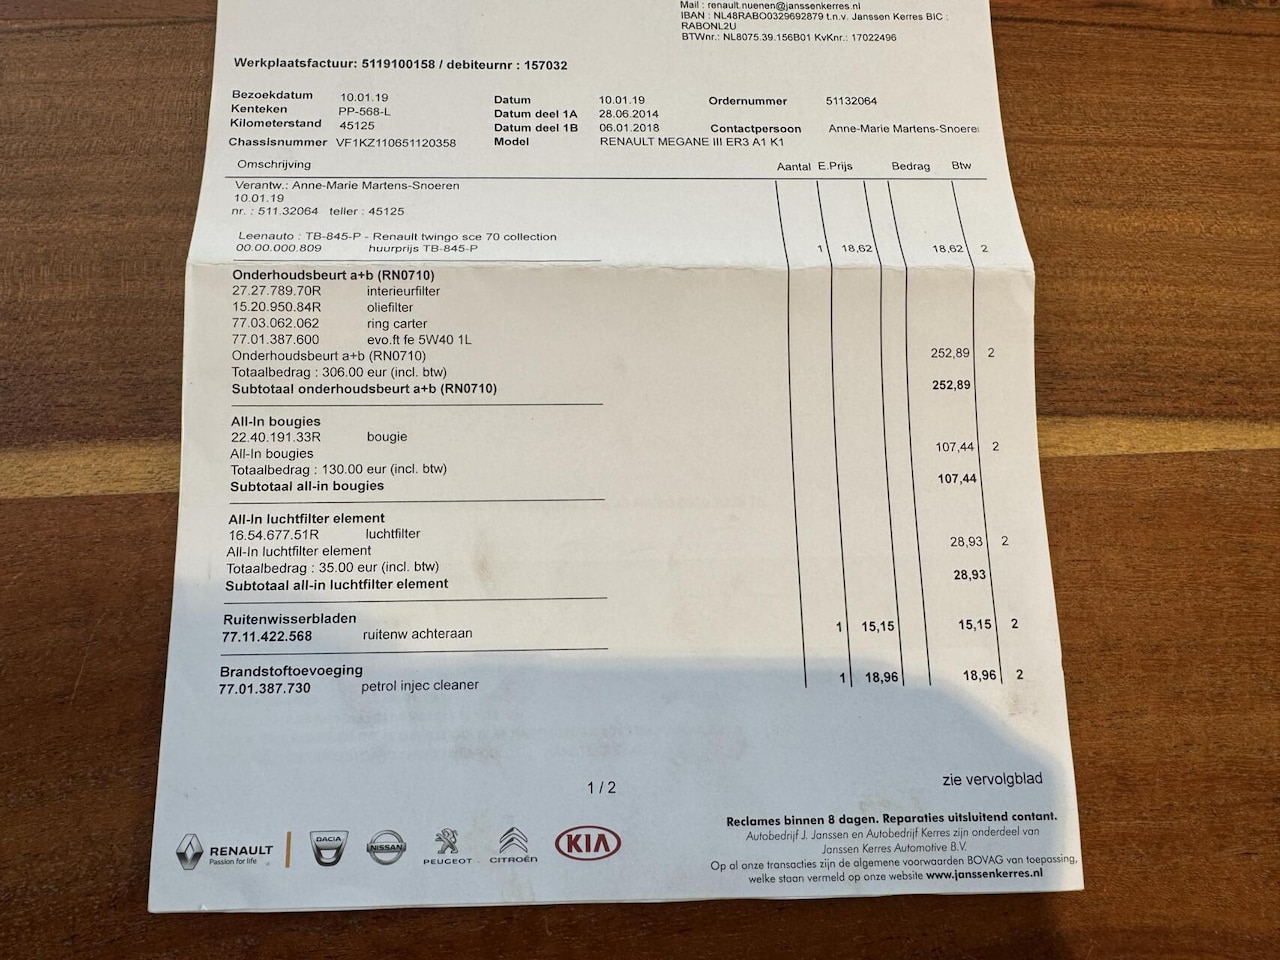 Mail : renault.nuenen@janssenkerres.nl
IBAN : NL48RABO0329692879 t.n.v. Janssen Kerres BIC :
RABONL2U
BTWnr.: NL8075.39.156B01 KvKnr.: 17022496
Werkplaatsfactuur: 5119100158 / debiteurnr : 157032
Bezoekdatum 10.01.19 Datum 10.01.19 Ordernummer 51132064
Kenteken PP-568-L Datum deel 1A 28.06.2014
Kilometerstand 45125 Datum deel 1B 06.01.2018 Contactpersoon Anne-Marie Martens-Snoeren
Chassisnummer VF1KZ110651120358 Model RENAULT MEGANE III ER3 A1 K1
Omschrijving Aantal E.Prijs Bedrag Btw
Verantw.: Anne-Marie Martens-Snoeren
10.01.19
nr. : 511.32064 teller : 45125
Leenauto : TB-845-P - Renault twingo sce 70 collection
00.00.000.809 huurprijs TB-845-P 1 18,62 18,62 2
Onderhoudsbeurt a+b (RN0710)
27.27.789.70R interieurfilter
15.20.950.84R oliefilter
77.03.062.062 ring carter
77.01.387.600 evo.ft fe 5W40 1L
Onderhoudsbeurt a+b (RN0710) 252,89 2
Totaalbedrag : 306.00 eur (incl. btw)
Subtotaal onderhoudsbeurt a+b (RN0710) 252,89
All-In bougies
22.40.191.33R bougie
All-In bougies 107,44 2
Totaalbedrag : 130.00 eur (incl. btw)
Subtotaal all-in bougies 107,44
All-In luchtfilter element
16.54.677.51R luchtfilter
All-In luchtfilter element 28,93 2
Totaalbedrag : 35.00 eur (incl. btw)
Subtotaal all-in luchtfilter element 28,93
Ruitenwisserbladen
77.11.422.568 ruitenw achteraan 1 15,15 15,15 2
Brandstoftoevoeging
77.01.387.730 petrol injec cleaner 1 18,96 18,96 2
zie vervolgblad
1 / 2
Reclames binnen 8 dagen. Reparaties uitsluitend contant.
Autobedrijf J. Janssen en Autobedrijf Kerres zijn onderdeel van
Janssen Kerres Automotive B.V.
Op al onze transacties zijn de algemene voorwaarden BOVAG van toepassing,
welke staan vermeld op onze website www.janssenkerres.nl
RENAULT
Passion for life
DACIA
NISSAN
PEUGEOT
CITROËN
KIA